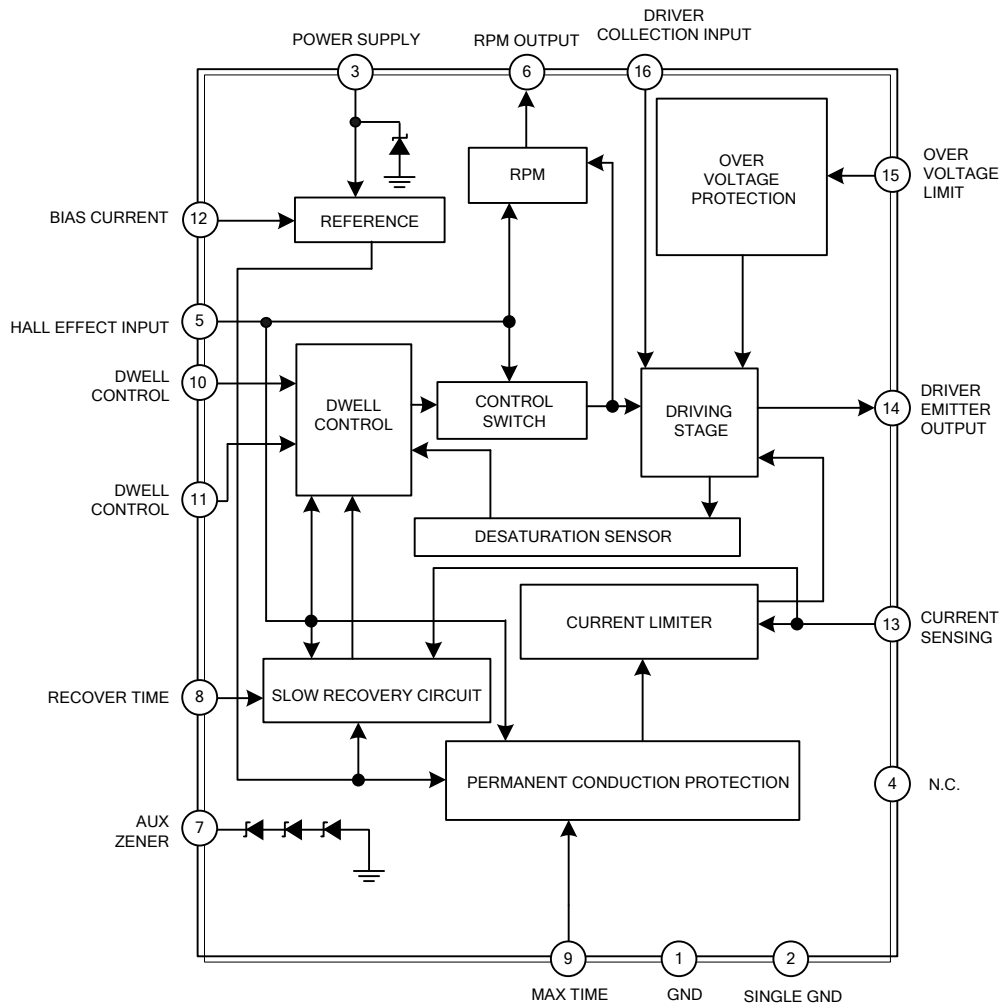 DRIVER
COLLECTION INPUT
POWER SUPPLY
RPM OUTPUT
3
6
16
OVER
VOLTAGE
PROTECTION
15
OVER
VOLTAGE
LIMIT
RPM
BIAS CURRENT
12
REFERENCE
HALL EFFECT INPUT
5
DWELL
CONTROL
10
DWELL
CONTROL
CONTROL
SWITCH
DRIVING
STAGE
14
DRIVER
EMITTER
OUTPUT
DWELL
CONTROL
11
DESATURATION SENSOR
CURRENT LIMITER
13
CURRENT
SENSING
RECOVER TIME
8
SLOW RECOVERY CIRCUIT
PERMANENT CONDUCTION PROTECTION
4
N.C.
AUX
ZENER
7
9
1
2
MAX TIME
GND
SINGLE GND